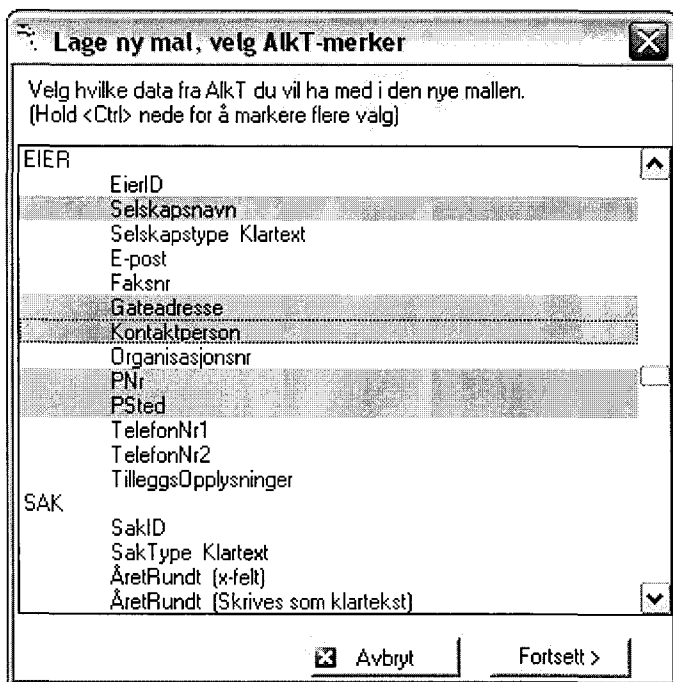 Lage ny mal, velg AlkT-merker
Velg hvilke data fra AlkT du vil ha med i den nye mallen.
(Hold <Ctrl> nede for å markere flere valg)
EIER
EierID
Selskapsnavn
Selskapstype Klartext
E-post
Faksnr
Gateadresse
Kontaktperson
Organisasjonsnr
PNr
PSted
TelefonNr1
TelefonNr2
TilleggsOpplysninger
SAK
SakID
SakType Klartext
ÅretRundt (x-felt)
ÅretRundt (Skrives som klartekst)
Avbryt
Fortsett >